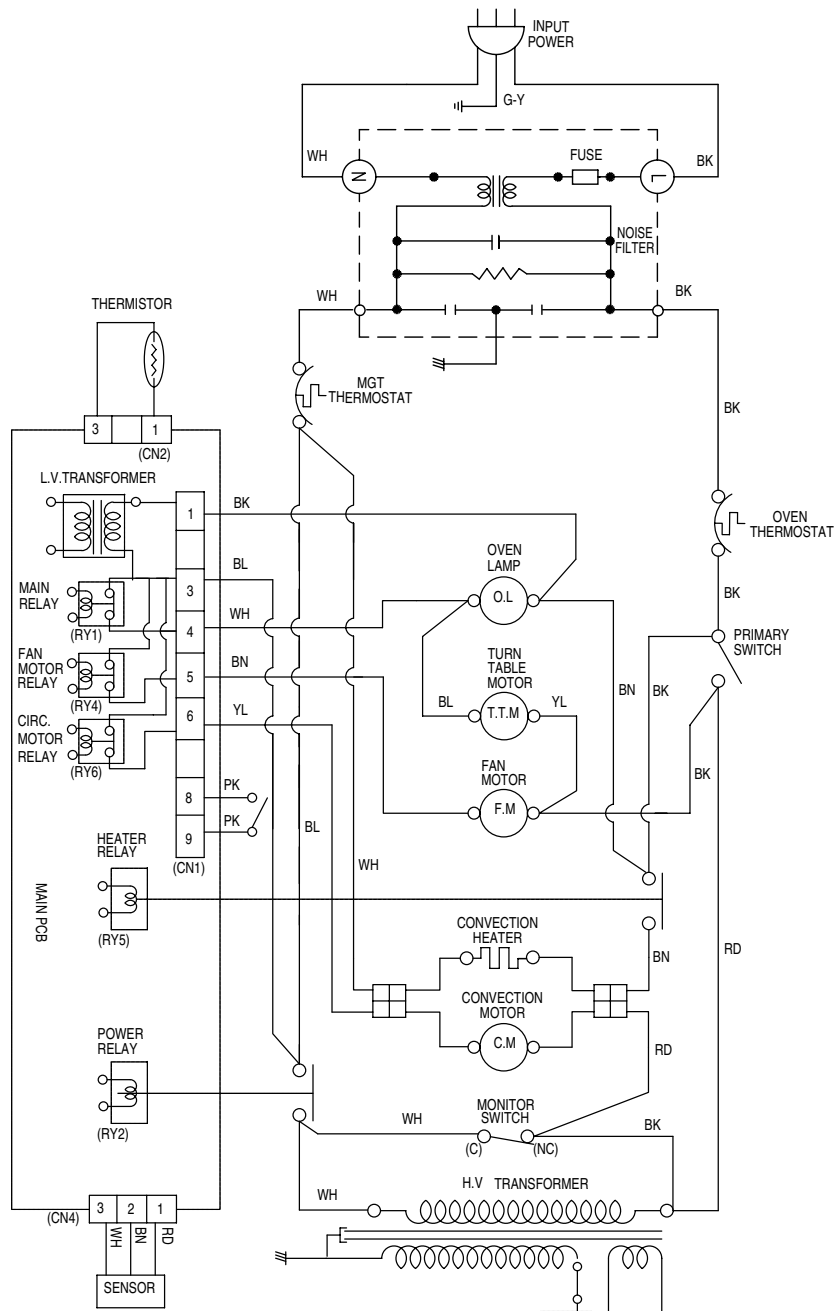 INPUT
POWER
G-Y
WH
FUSE
BK
N
L
NOISE
FILTER
WH
BK
THERMISTOR
MGT
THERMOSTAT
BK
3
1
(CN2)
L.V.TRANSFORMER
BK
1
OVEN
THERMOSTAT
OVEN
LAMP
BL
O.L
MAIN
RELAY
3
BK
WH
(RY1)
4
PRIMARY
SWITCH
FAN
MOTOR
RELAY
TURN
TABLE
MOTOR
BN
5
BN
BK
(RY4)
BL
T.T.M
YL
CIRC.
MOTOR
RELAY
YL
6
(RY6)
FAN
MOTOR
BK
PK
8
F.M
PK
9
BL
HEATER
RELAY
(CN1)
WH
MAIN PCB
(RY5)
CONVECTION
HEATER
BN
RD
CONVECTION
MOTOR
C.M
POWER
RELAY
RD
MONITOR
SWITCH
WH
BK
(RY2)
(C)
(NC)
H.V TRANSFORMER
WH
(CN4)
3
2
1
WH
BN
RD
SENSOR